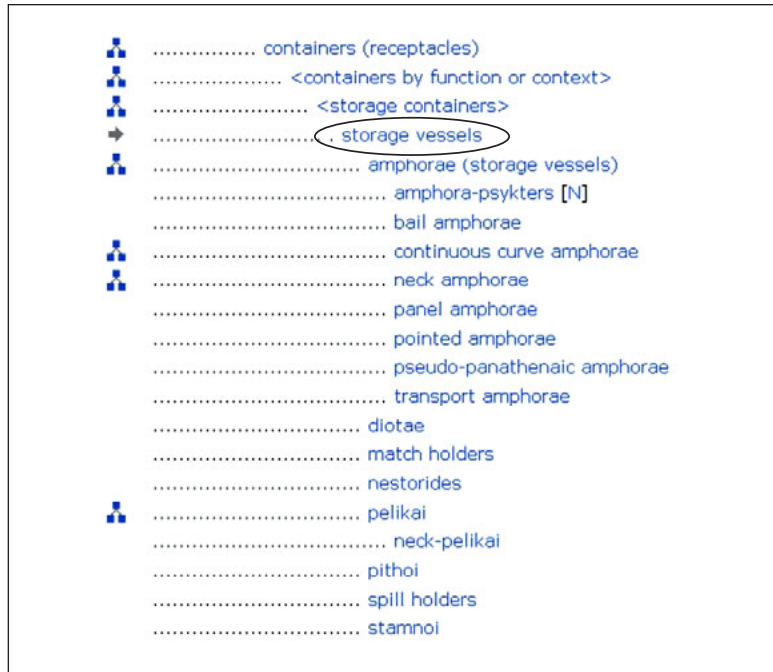 ................ containers (receptacles)
.................... <containers by function or context>
........................ <storage containers>
............................ storage vessels
................................ amphorae (storage vessels)
.................................... amphora-psykters [N]
.................................... bail amphorae
.................................... continuous curve amphorae
.................................... neck amphorae
.................................... panel amphorae
.................................... pointed amphorae
.................................... pseudo-panathenaic amphorae
.................................... transport amphorae
................................ diotae
................................ match holders
................................ nestorides
................................ pelikai
.................................... neck-pelikai
................................ pithoi
................................ spill holders
................................ stamnoi